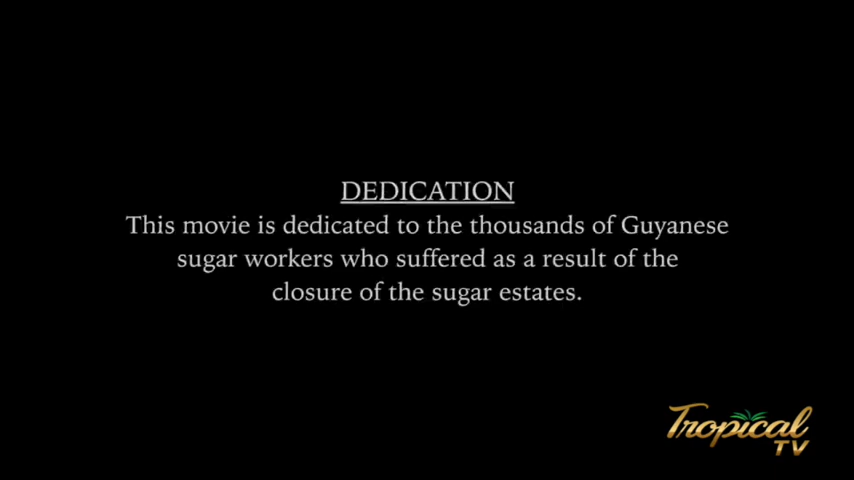 DEDICATION
This movie is dedicated to the thousands of Guyanese
sugar workers who suffered as a result of the
closure of the sugar estates.
Tropical
TV